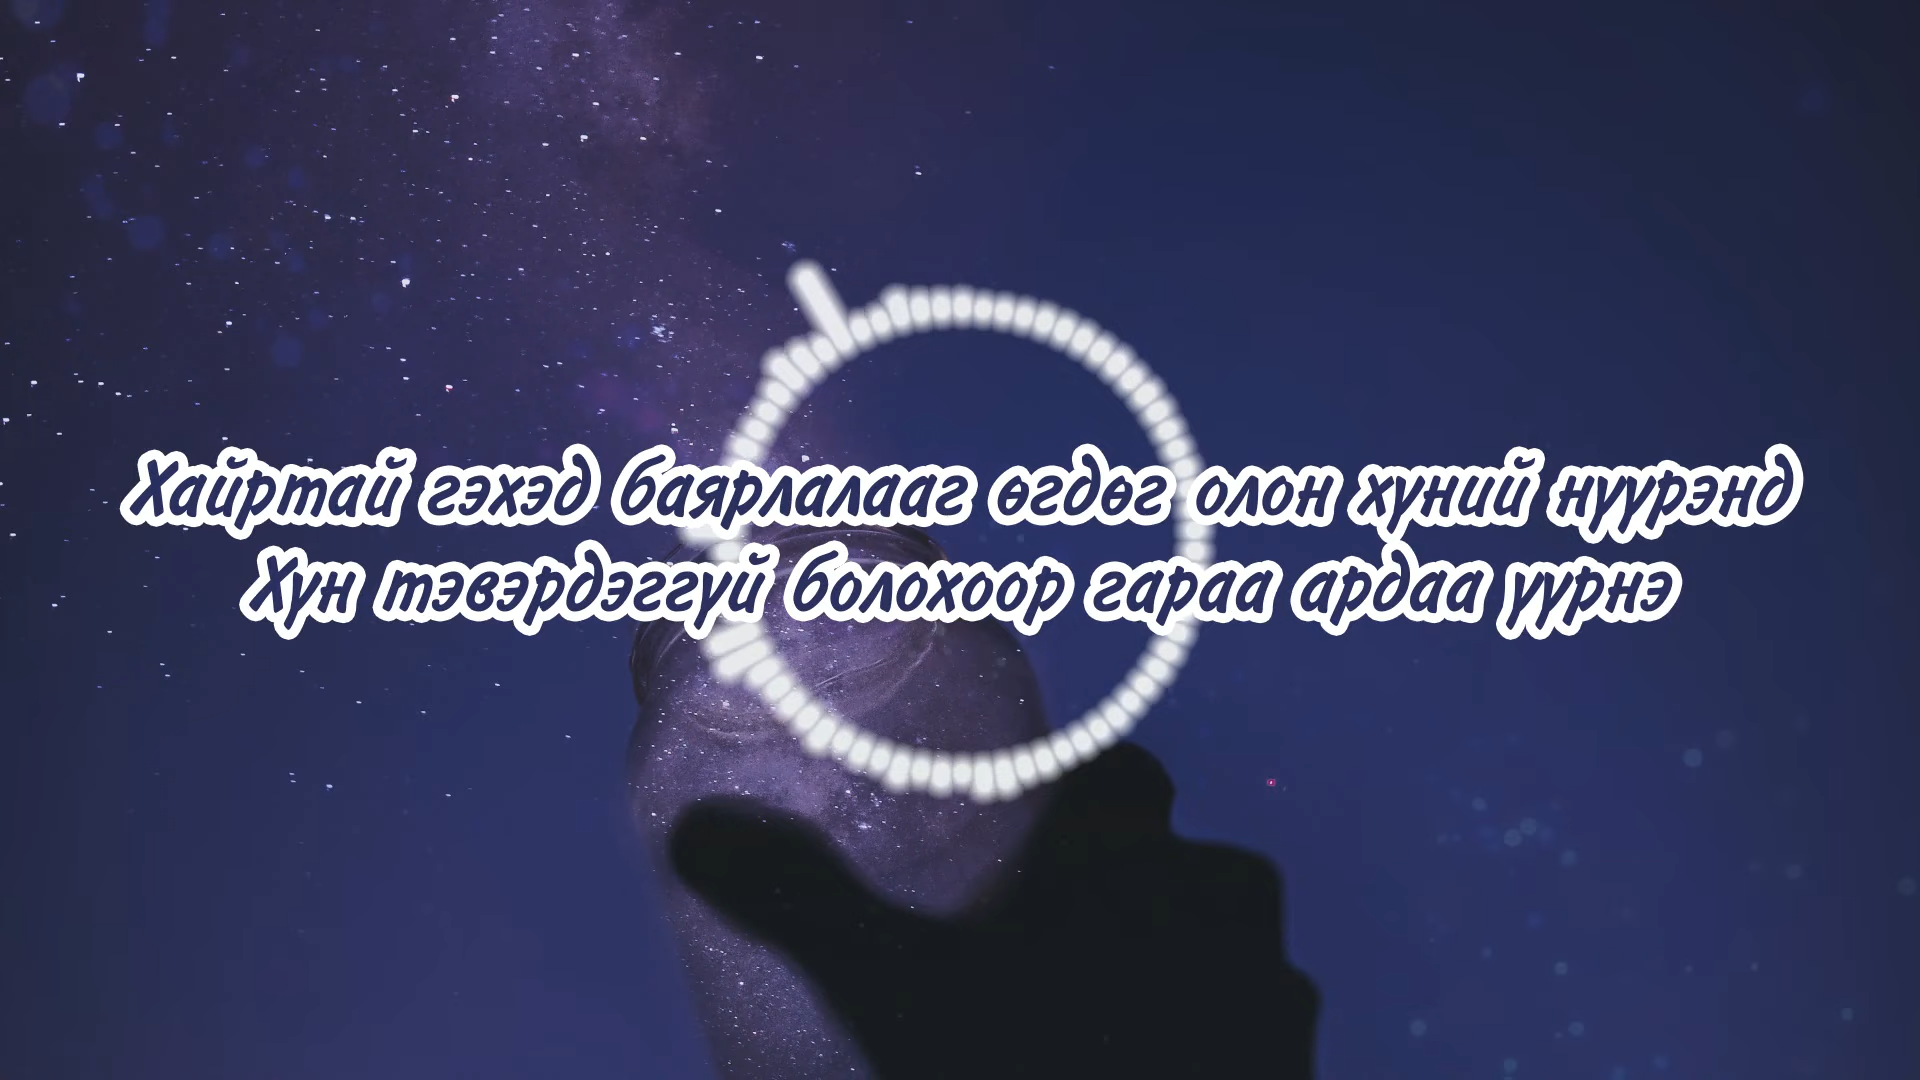 Хайртай гэхэд баярлалааг өгдөг олон хүний нүүрэнд
Хүн тэвэрдэггүй болохоор гараа ардаа үүрнэ